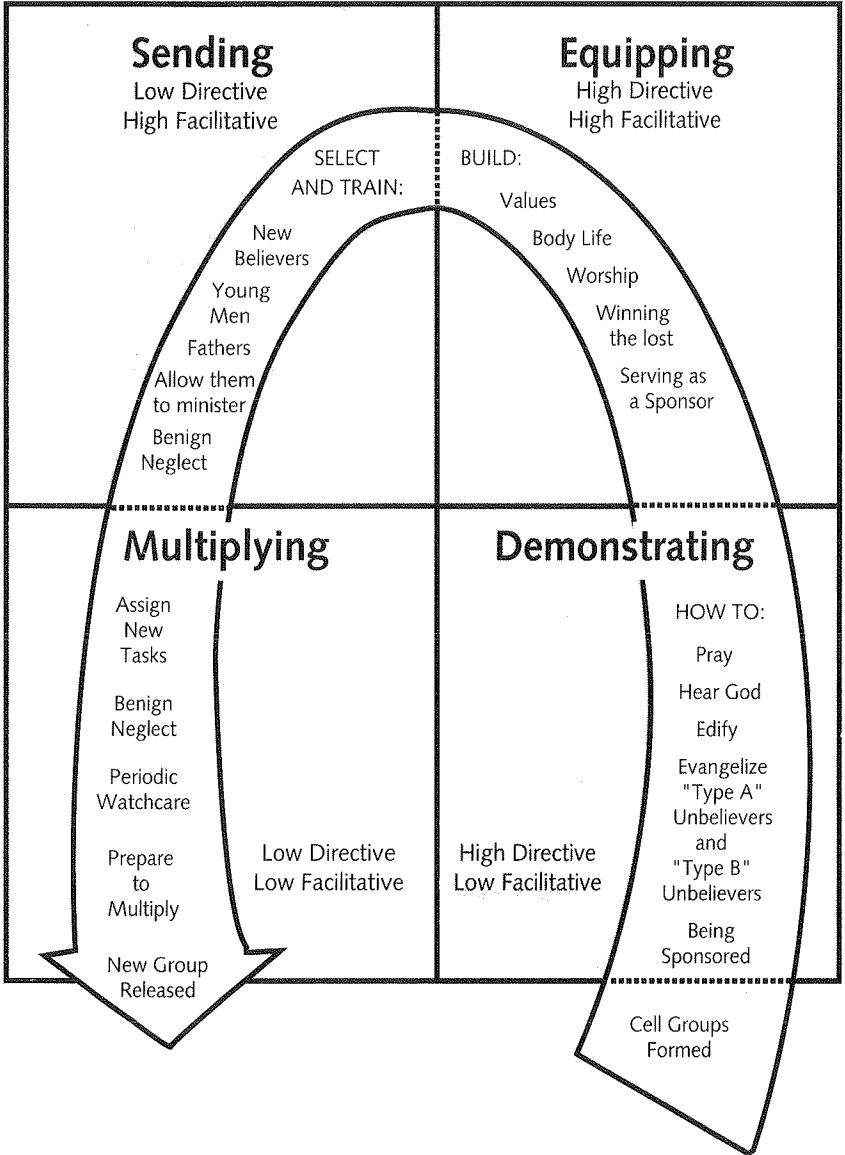 Sending
Low Directive
High Facilitative
SELECT
AND TRAIN:
New
Believers
Young
Men
Fathers
Allow them
to minister
Benign
Neglect
Equipping
High Directive
High Facilitative
BUILD:
Values
Body Life
Worship
Winning
the lost
Serving as
a Sponsor
Multiplying
Assign
New
Tasks
Benign
Neglect
Periodic
Watchcare
Prepare
to
Multiply
New Group
Released
Low Directive
Low Facilitative
Demonstrating
HOW TO:
Pray
Hear God
Edify
Evangelize
"Type A"
Unbelievers
and
"Type B"
Unbelievers
Being
Sponsored
High Directive
Low Facilitative
Cell Groups
Formed